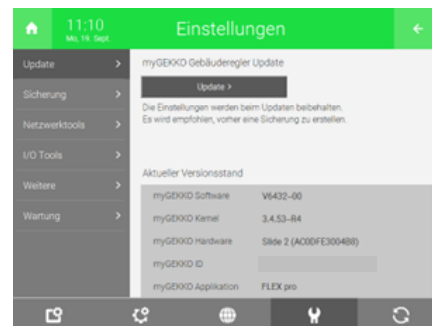 11:10
Mo, 19. Sept.
Einstellungen
Update
Sicherung
Netzwerktools
I/O Tools
Weitere
Wartung
myGEKKO Gebäuderegler Update
Update >
Die Einstellungen werden beim Updaten beibehalten.
Es wird empfohlen, vorher eine Sicherung zu erstellen.
Aktueller Versionsstand
myGEKKO Software V6432-00
myGEKKO Kernel 3.4.53-R4
myGEKKO Hardware Slide 2 (AC0DFE3004B8)
myGEKKO ID
myGEKKO Applikation FLEX pro